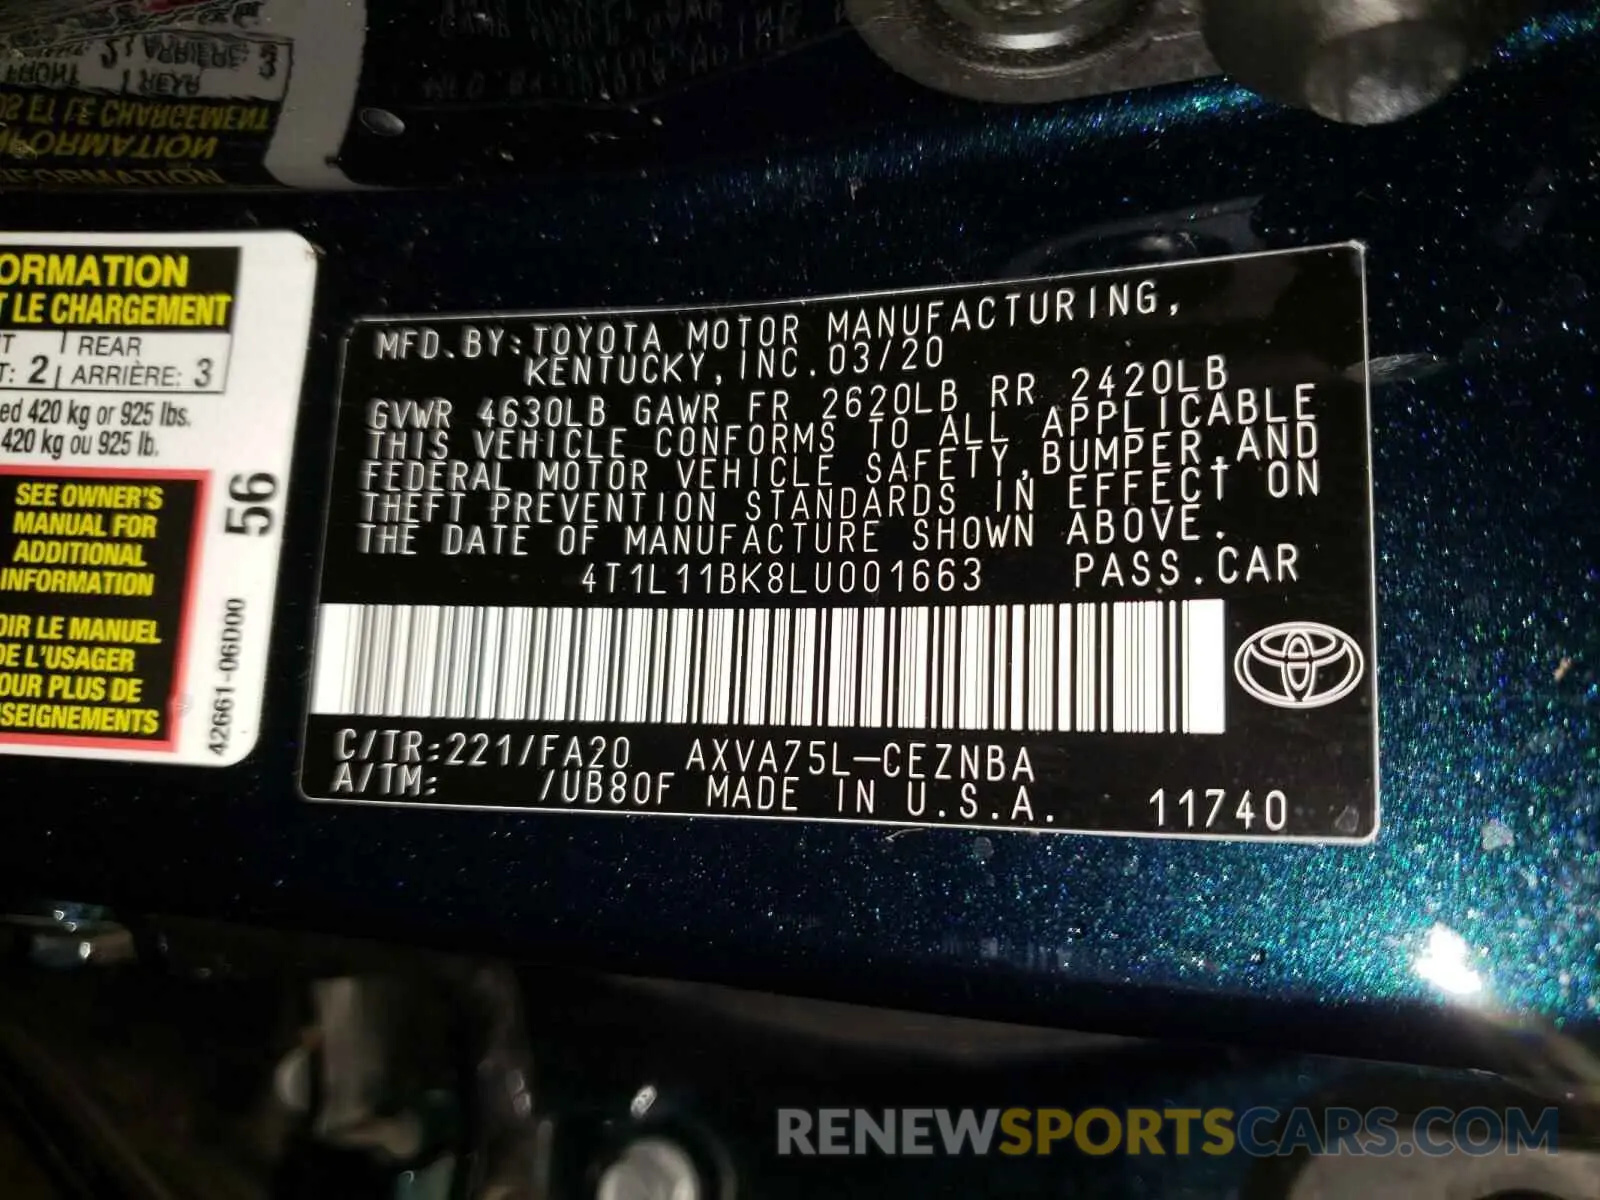 ORMATION
T LE CHARGEMENT
T | REAR
T: 2 | ARRIÈRE: 3
ed 420 kg or 925 lbs.
420 kg ou 925 lb.
SEE OWNER'S
MANUAL FOR
ADDITIONAL
INFORMATION
OIR LE MANUEL
DE L'USAGER
OUR PLUS DE
SEIGNEMENTS
56
42661-06D00
MFD.BY:TOYOTA MOTOR MANUFACTURING,
KENTUCKY,INC.03/20
GVWR 4630LB GAWR FR 2620LB RR 2420LB
THIS VEHICLE CONFORMS TO ALL APPLICABLE
FEDERAL MOTOR VEHICLE SAFETY,BUMPER,AND
THEFT PREVENTION STANDARDS IN EFFECT ON
THE DATE OF MANUFACTURE SHOWN ABOVE.
4T1L11BK8LU001663 PASS.CAR
C/TR:221/FA20 AXVA75L-CEZNBA
A/TM: /UB80F MADE IN U.S.A. 11740
RENEWSPORTSCARS.COM